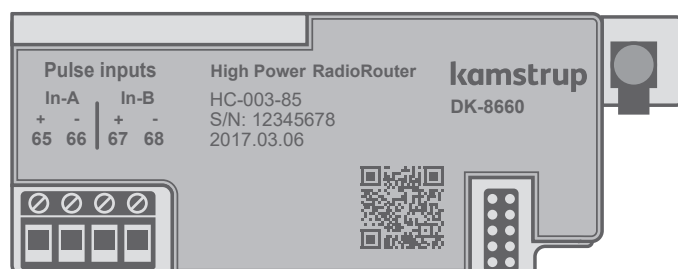 Pulse inputs
In-A In-B
+ - + -
65 66 67 68
High Power RadioRouter
HC-003-85
S/N: 12345678
2017.03.06
kamstrup
DK-8660